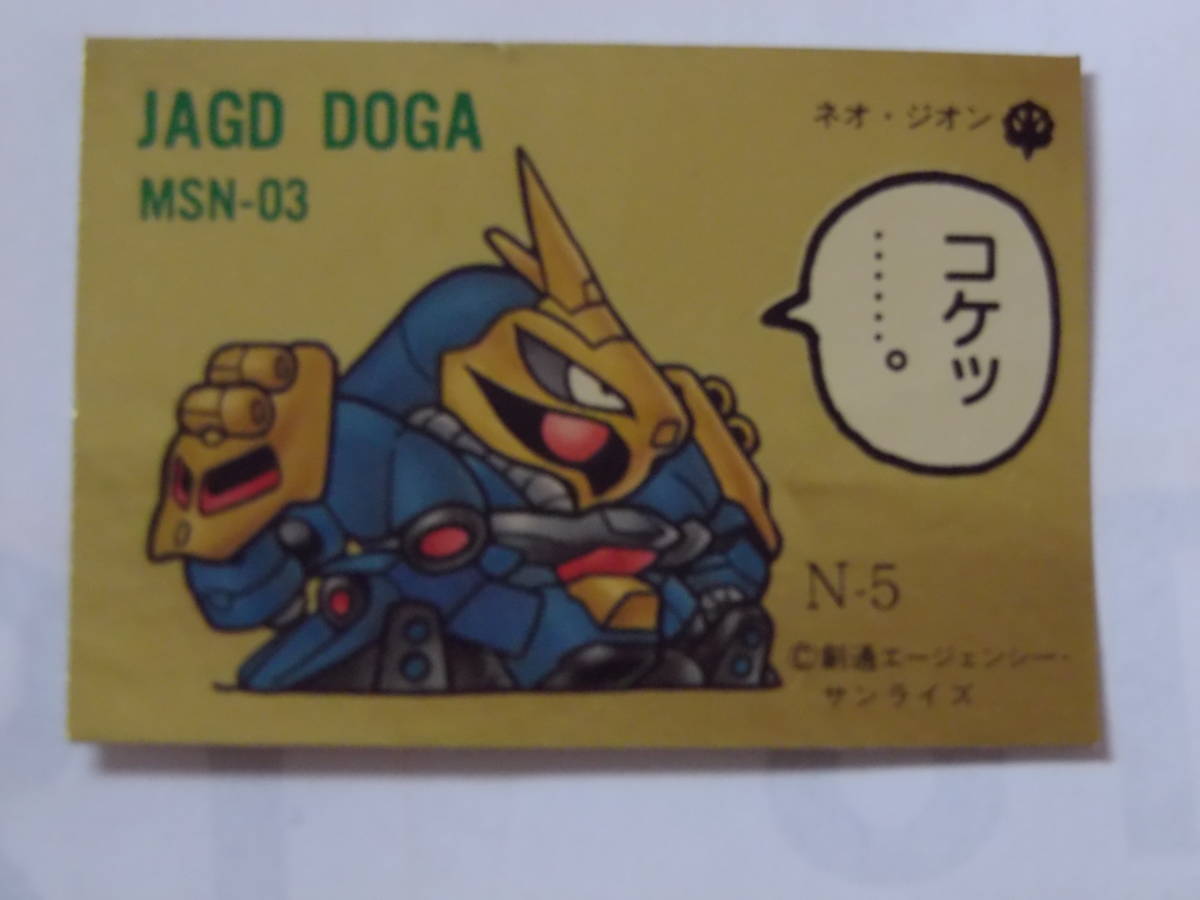 JAGD DOGA
MSN-03
ネオ・ジオン
コケッ
……。
N-5
©創通エージェンシー・
サンライズ